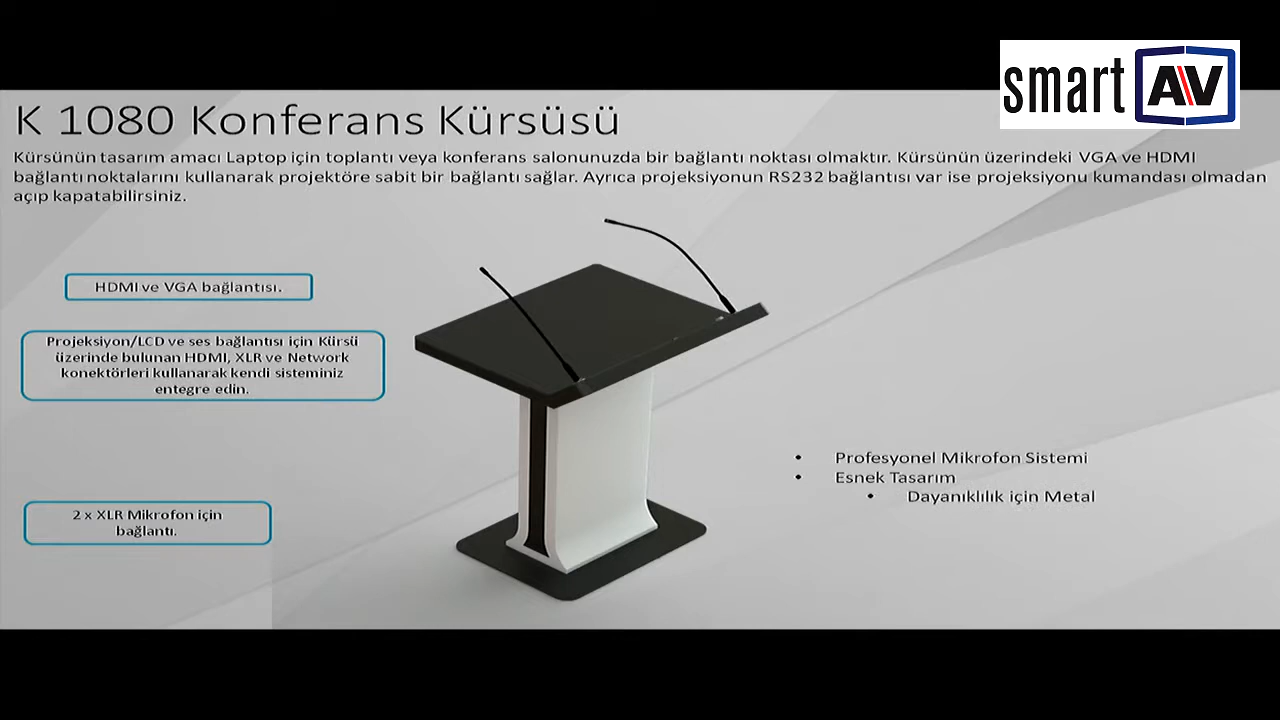 smart AV
K 1080 Konferans Kürsüsü
Kürsünün tasarım amacı Laptop için toplantı veya konferans salonunuzda bir bağlantı noktası olmaktır. Kürsünün üzerindeki VGA ve HDMI
bağlantı noktalarını kullanarak projektöre sabit bir bağlantı sağlar. Ayrıca projeksiyonun RS232 bağlantısı var ise projeksiyonu kumandası olmadan
açıp kapatabilirsiniz.
HDMI ve VGA bağlantısı.
Projeksiyon/LCD ve ses bağlantısı için Kürsü
üzerinde bulunan HDMI, XLR ve Network
konektörleri kullanarak kendi sisteminiz
entegre edin.
• Profesyonel Mikrofon Sistemi
• Esnek Tasarım
• Dayanıklılık için Metal
2 x XLR Mikrofon için
bağlantı.